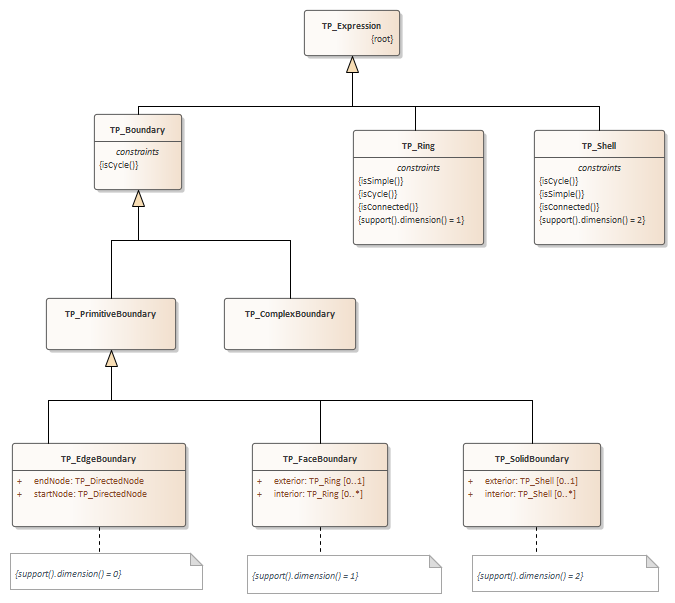 TP_Expression
{root}
TP_Boundary
constraints
{isCycle()}
TP_Ring
constraints
{isSimple()}
{isCycle()}
{isConnected()}
{support().dimension() = 1}
TP_Shell
constraints
{isCycle()}
{isSimple()}
{isConnected()}
{support().dimension() = 2}
TP_PrimitiveBoundary
TP_ComplexBoundary
TP_EdgeBoundary
+ endNode: TP_DirectedNode
+ startNode: TP_DirectedNode
TP_FaceBoundary
+ exterior: TP_Ring [0..1]
+ interior: TP_Ring [0..*]
TP_SolidBoundary
+ exterior: TP_Shell [0..1]
+ interior: TP_Shell [0..*]
{support().dimension() = 0}
{support().dimension() = 1}
{support().dimension() = 2}